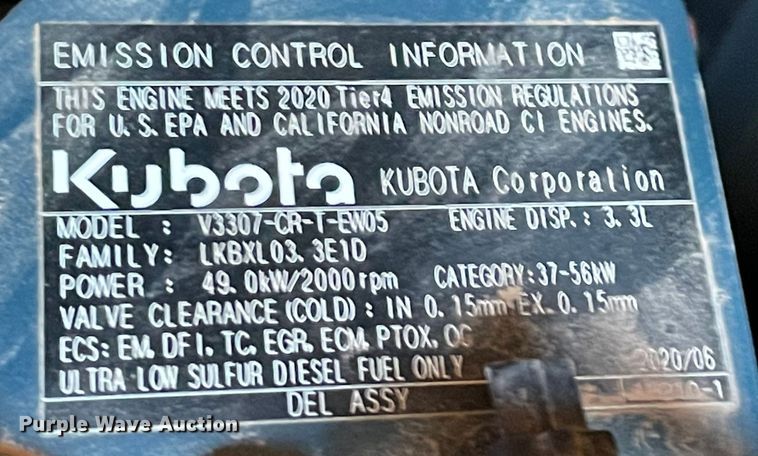 EMISSION CONTROL INFORMATION
THIS ENGINE MEETS 2020 Tier4 EMISSION REGULATIONS
FOR U.S.EPA AND CALIFORNIA NONROAD CI ENGINES.
Kubota KUBOTA Corporation
MODEL : V3307-CR-T-EW05 ENGINE DISP.: 3.3L
FAMILY: LKBXL03.3E1D
POWER : 49.0kW/2000rpm CATEGORY:37-56kW
VALVE CLEARANCE(COLD): IN 0.15mm EX.0.15mm
ECS: EM, DFI, TC, EGR, ECM, PTOX, OC
ULTRA LOW SULFUR DIESEL FUEL ONLY 2020/06
DEL ASSY
Purple Wave Auction